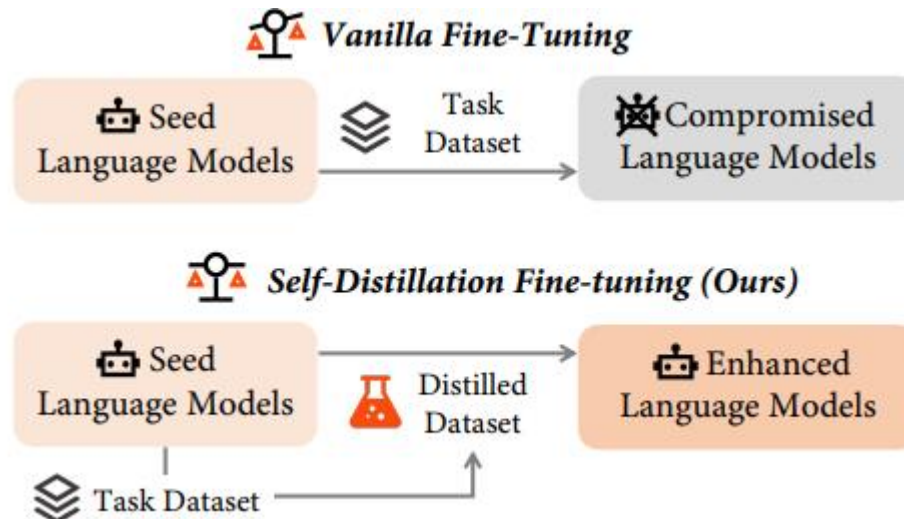 Vanilla Fine-Tuning
Seed
Language Models
Task
Dataset
Compromised
Language Models
Self-Distillation Fine-tuning (Ours)
Seed
Language Models
Distilled
Dataset
Enhanced
Language Models
Task Dataset